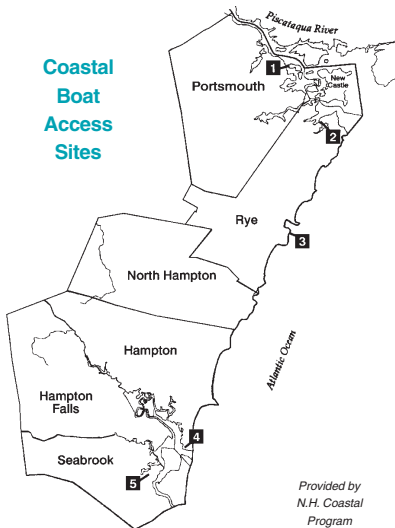 Coastal
Boat
Access
Sites
Piscataqua River
1
Portsmouth
New
Castle
2
Rye
3
North Hampton
Atlantic Ocean
Hampton
Hampton
Falls
4
Seabrook
5
Provided by
N.H. Coastal
Program